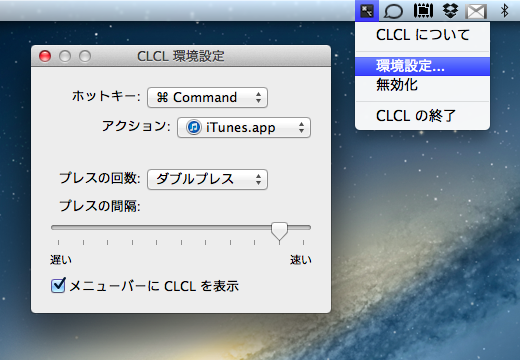 CLCL について
環境設定...
無効化
CLCL の終了
CLCL 環境設定
ホットキー: ⌘ Command
アクション: iTunes.app
プレスの回数: ダブルプレス
プレスの間隔:
遅い 速い
メニューバーに CLCL を表示